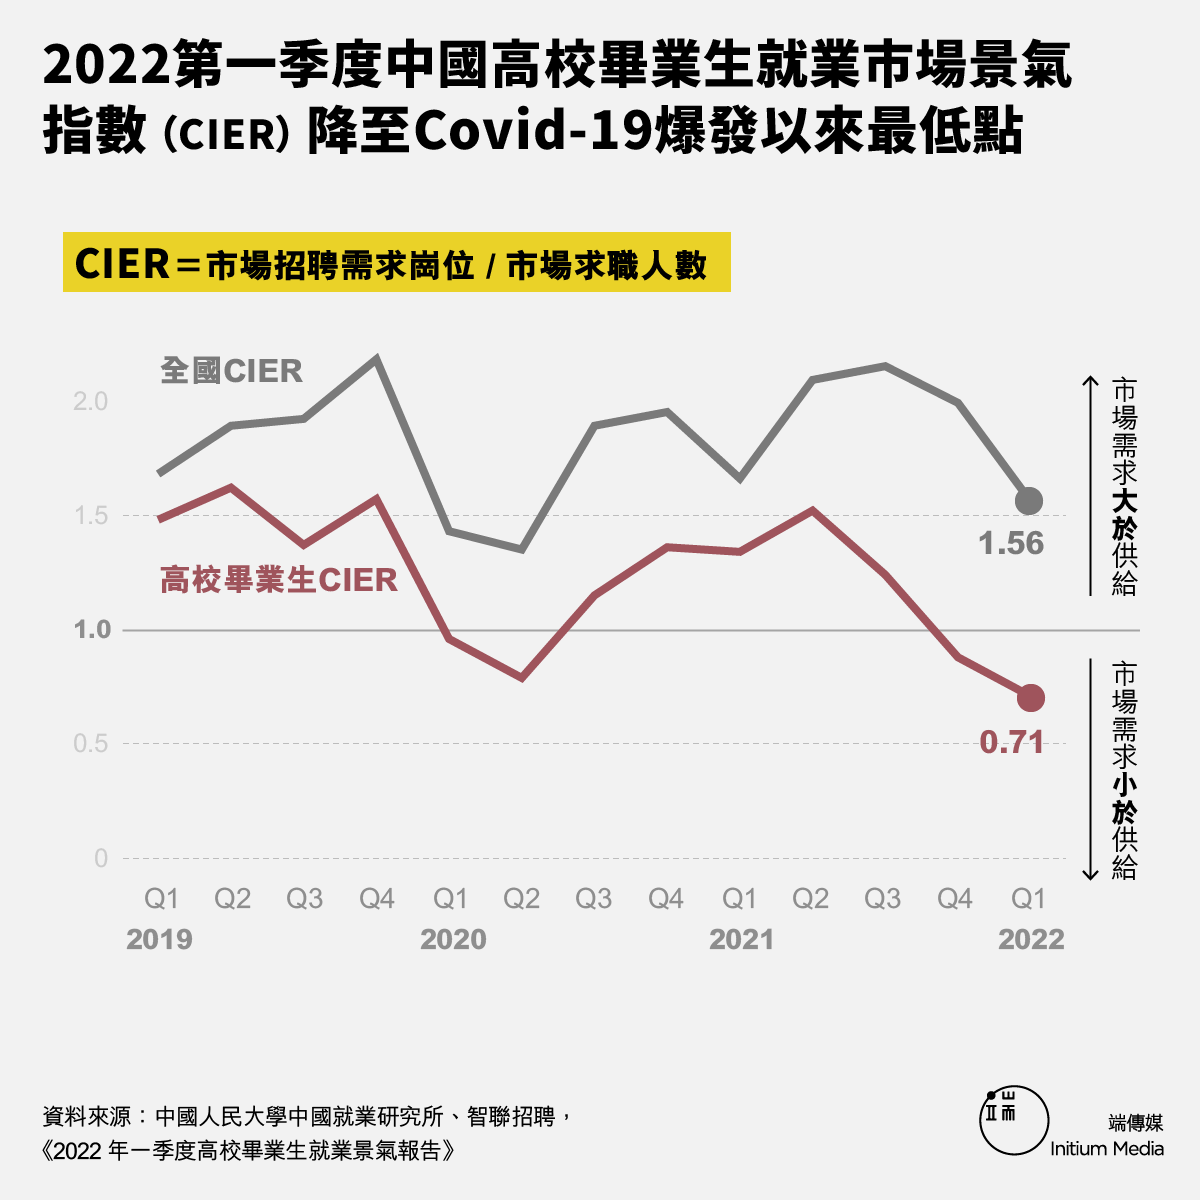 2022第一季度中國高校畢業生就業市場景氣
指數（CIER）降至Covid-19爆發以來最低點
CIER＝市場招聘需求崗位 / 市場求職人數
全國CIER
2.0
1.5
1.56
高校畢業生CIER
1.0
0.5
0.71
0
市場需求大於供給
市場需求小於供給
Q1 Q2 Q3 Q4 Q1 Q2 Q3 Q4 Q1 Q2 Q3 Q4 Q1
2019 2020 2021 2022
資料來源：中國人民大學中國就業研究所、智聯招聘，
《2022 年一季度高校畢業生就業景氣報告》
端
端傳媒
Initium Media